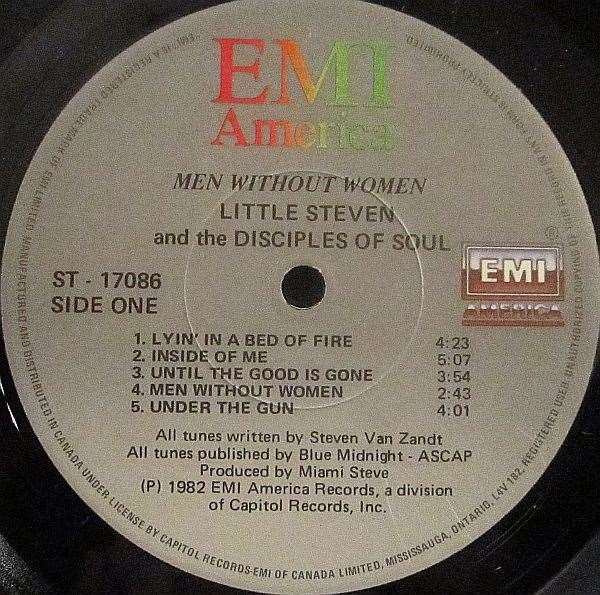 EMI
America
MEN WITHOUT WOMEN
LITTLE STEVEN
and the DISCIPLES OF SOUL
ST - 17086
SIDE ONE
EMI
AMERICA
1. LYIN' IN A BED OF FIRE 4:23
2. INSIDE OF ME 5:07
3. UNTIL THE GOOD IS GONE 3:54
4. MEN WITHOUT WOMEN 2:43
5. UNDER THE GUN 4:01
All tunes written by Steven Van Zandt
All tunes published by Blue Midnight - ASCAP
Produced by Miami Steve
(P) 1982 EMI America Records, a division
of Capitol Records, Inc.
MANUFACTURED AND DISTRIBUTED IN CANADA UNDER LICENSE BY CAPITOL RECORDS-EMI OF CANADA LIMITED, MISSISSAUGA, ONTARIO, L4V 1B2. REGISTERED USER. UNAUTHORIZED